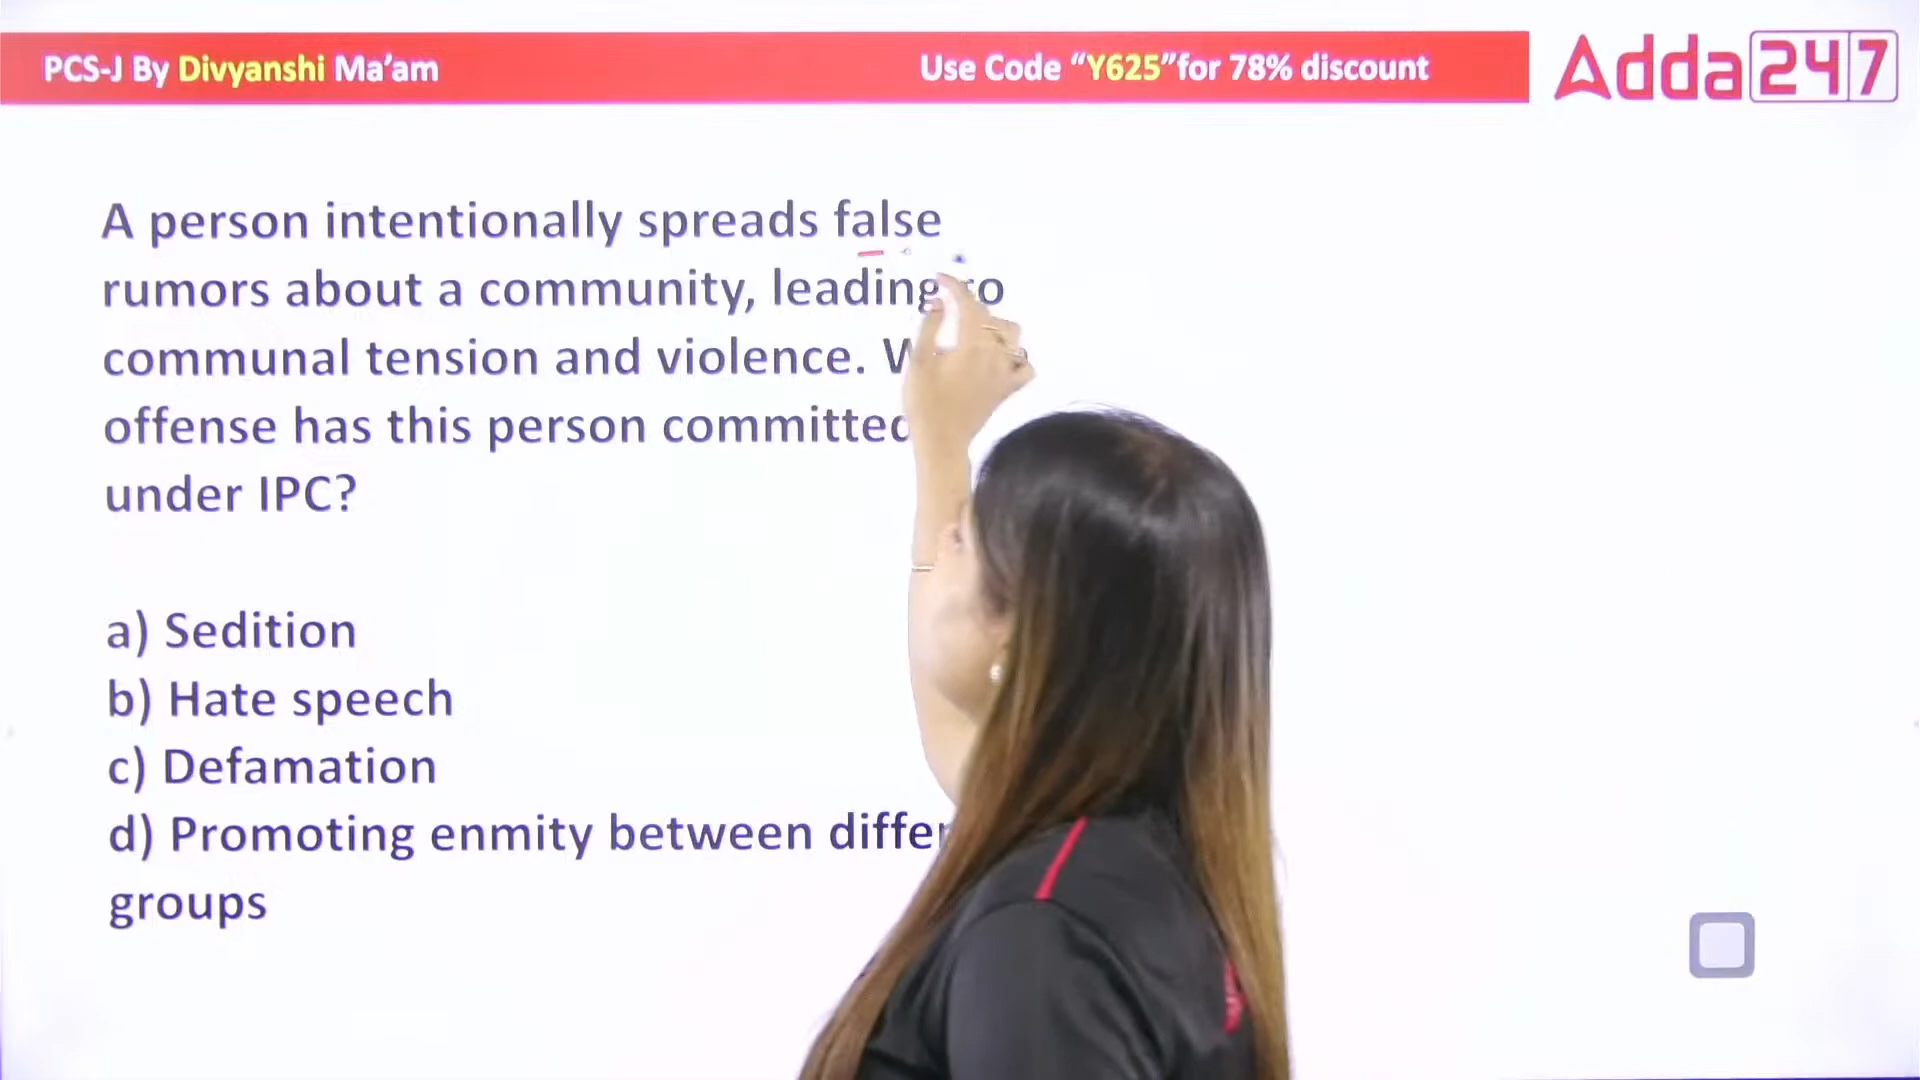 PCS-J By Divyanshi Ma’am
Use Code “Y625”for 78% discount
Adda247
A person intentionally spreads false
rumors about a community, leading to
communal tension and violence.
offense has this person committed
under IPC?
a) Sedition
b) Hate speech
c) Defamation
d) Promoting enmity between
groups